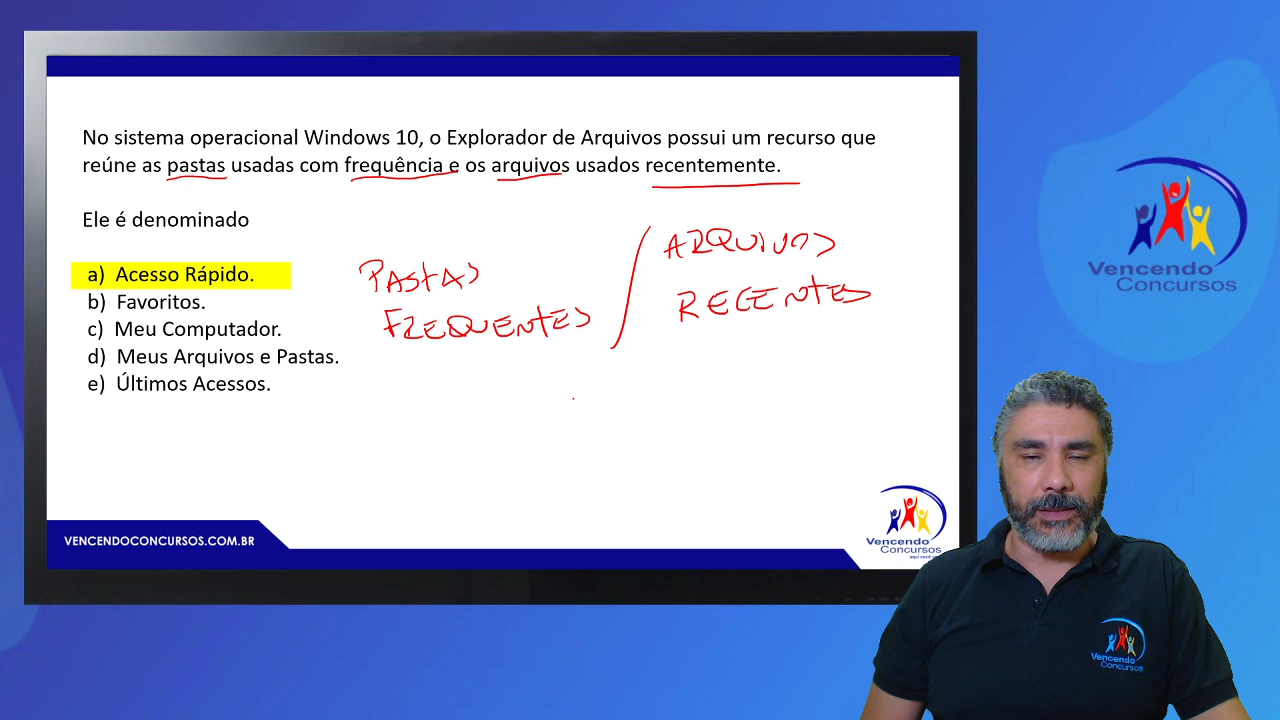 No sistema operacional Windows 10, o Explorador de Arquivos possui um recurso que
reúne as pastas usadas com frequência e os arquivos usados recentemente.
Ele é denominado
a) Acesso Rápido.
b) Favoritos.
c) Meu Computador.
d) Meus Arquivos e Pastas.
e) Últimos Acessos.
PASTAS
FREQUENTES
ARQUIVOS
RECENTES
VENCENDOCONCURSOS.COM.BR
Vencendo
Concursos
Vencendo
Concursos
Vencendo
Concursos